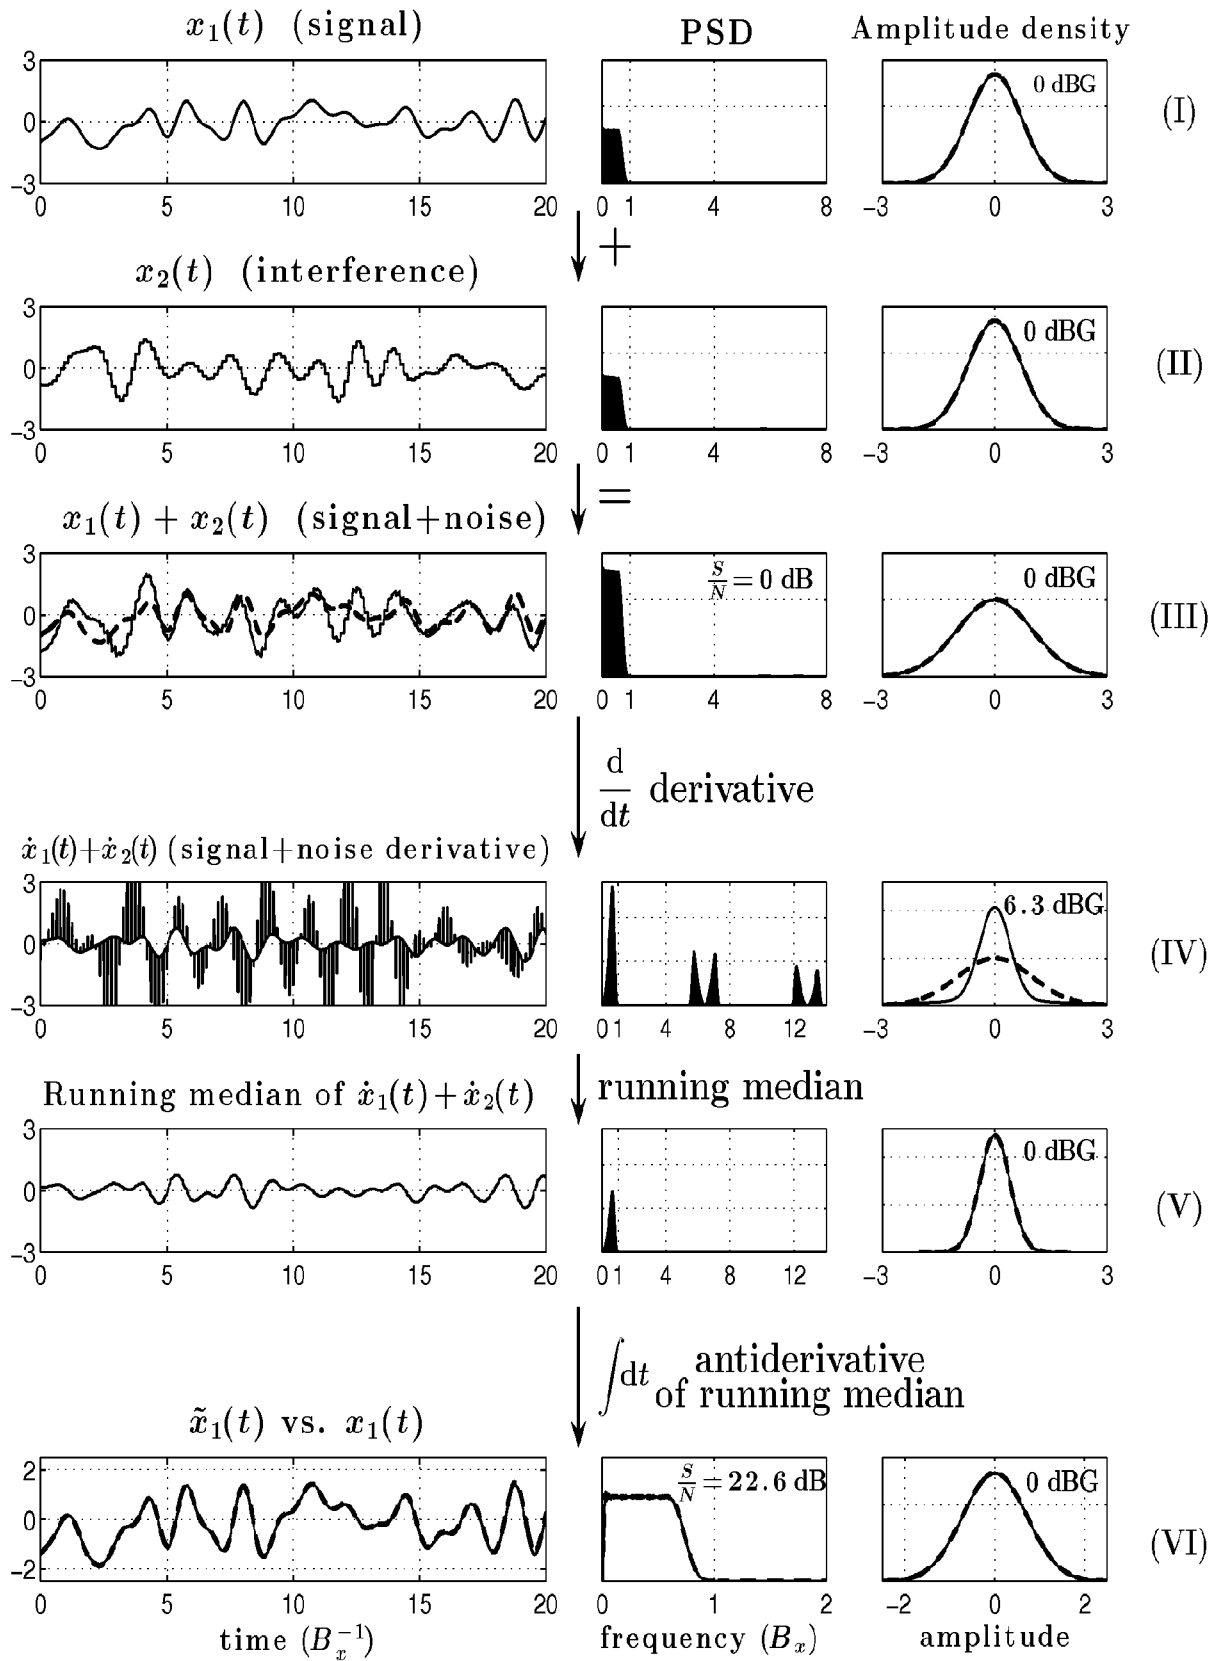 x₁(t) (signal) PSD Amplitude density
3
0
−3
0 5 10 15 20
0 1 4 8
0 dBG
−3 0 3
(I)
+
x₂(t) (interference)
3
0
−3
0 5 10 15 20
0 1 4 8
0 dBG
−3 0 3
(II)
=
x₁(t) + x₂(t) (signal+noise)
3
0
−3
0 5 10 15 20
S/N = 0 dB
0 1 4 8
0 dBG
−3 0 3
(III)
d/dt derivative
ẋ₁(t)+ẋ₂(t) (signal+noise derivative)
3
0
−3
0 5 10 15 20
0 1 4 8 12
6.3 dBG
−3 0 3
(IV)
running median
Running median of ẋ₁(t)+ẋ₂(t)
3
0
−3
0 5 10 15 20
0 1 4 8 12
0 dBG
−3 0 3
(V)
∫dt antiderivative
of running median
x̃₁(t) vs. x₁(t)
2
0
−2
0 5 10 15 20
time (Bₓ⁻¹)
S/N = 22.6 dB
0 1 2
frequency (Bₓ)
0 dBG
−2 0 2
amplitude
(VI)